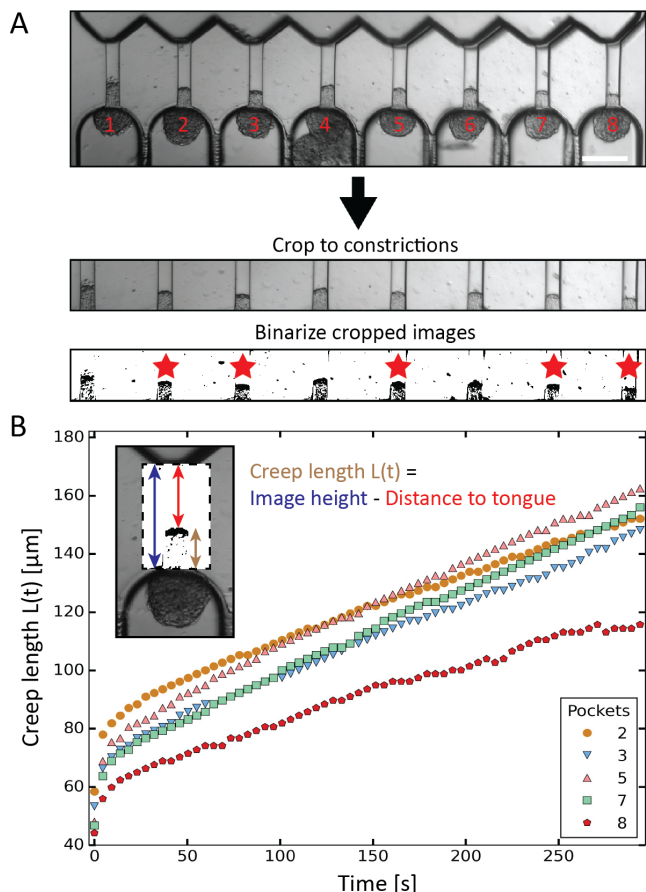 A
1 2 3 4 5 6 7 8
Crop to constrictions
Binarize cropped images
B
Creep length L(t) =
Image height - Distance to tongue
Creep length L(t) [μm]
180
160
140
120
100
80
60
40
Pockets
2
3
5
7
8
0 50 100 150 200 250
Time [s]